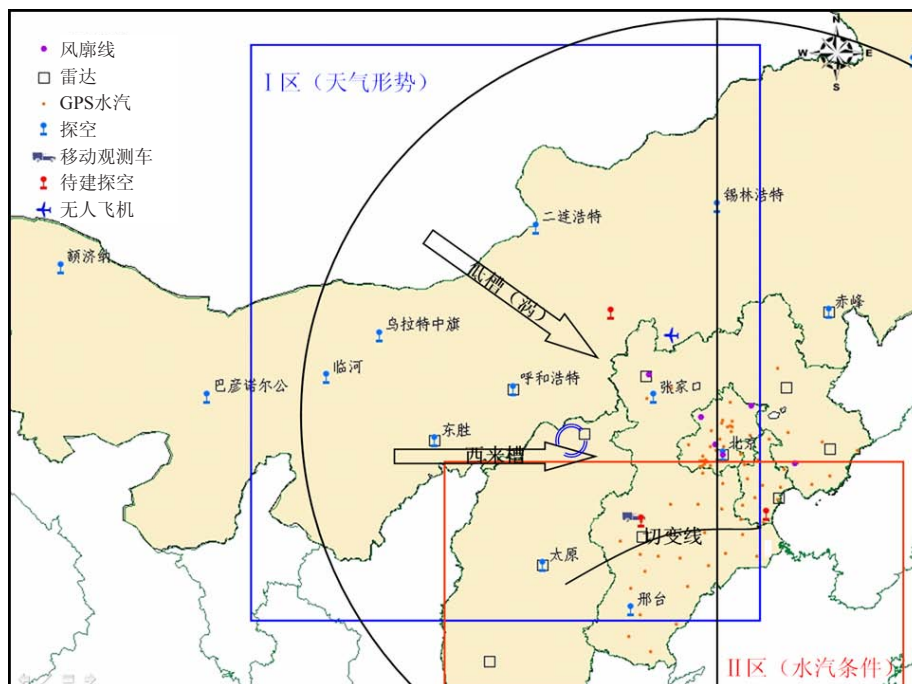 风廓线
雷达
GPS水汽
探空
移动观测车
待建探空
无人飞机
I区（天气形势）
N
W
E
S
锡林浩特
二连浩特
额济纳
低槽（涡）
赤峰
乌拉特中旗
临河
呼和浩特
张家口
巴彦诺尔公
东胜
北京
西来槽
切变线
太原
邢台
II区（水汽条件）